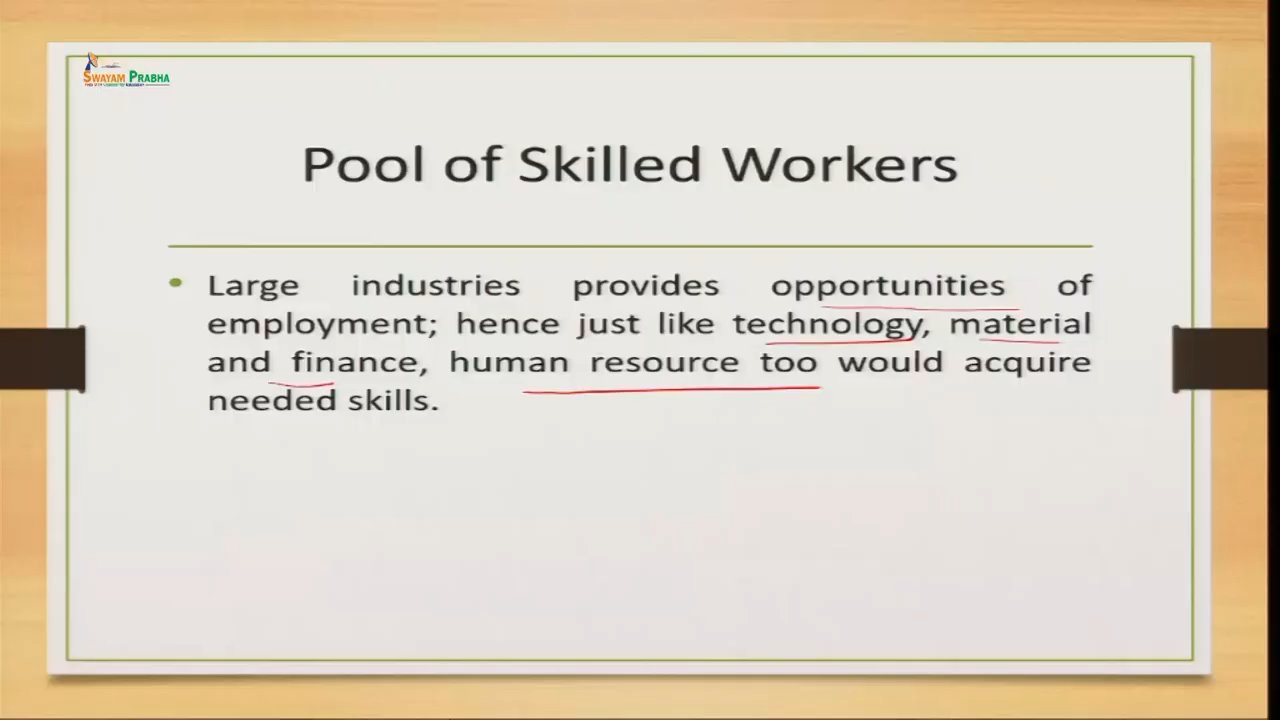 SWAYAM PRABHA
Pool of Skilled Workers
• Large industries provides opportunities of
employment; hence just like technology, material
and finance, human resource too would acquire
needed skills.